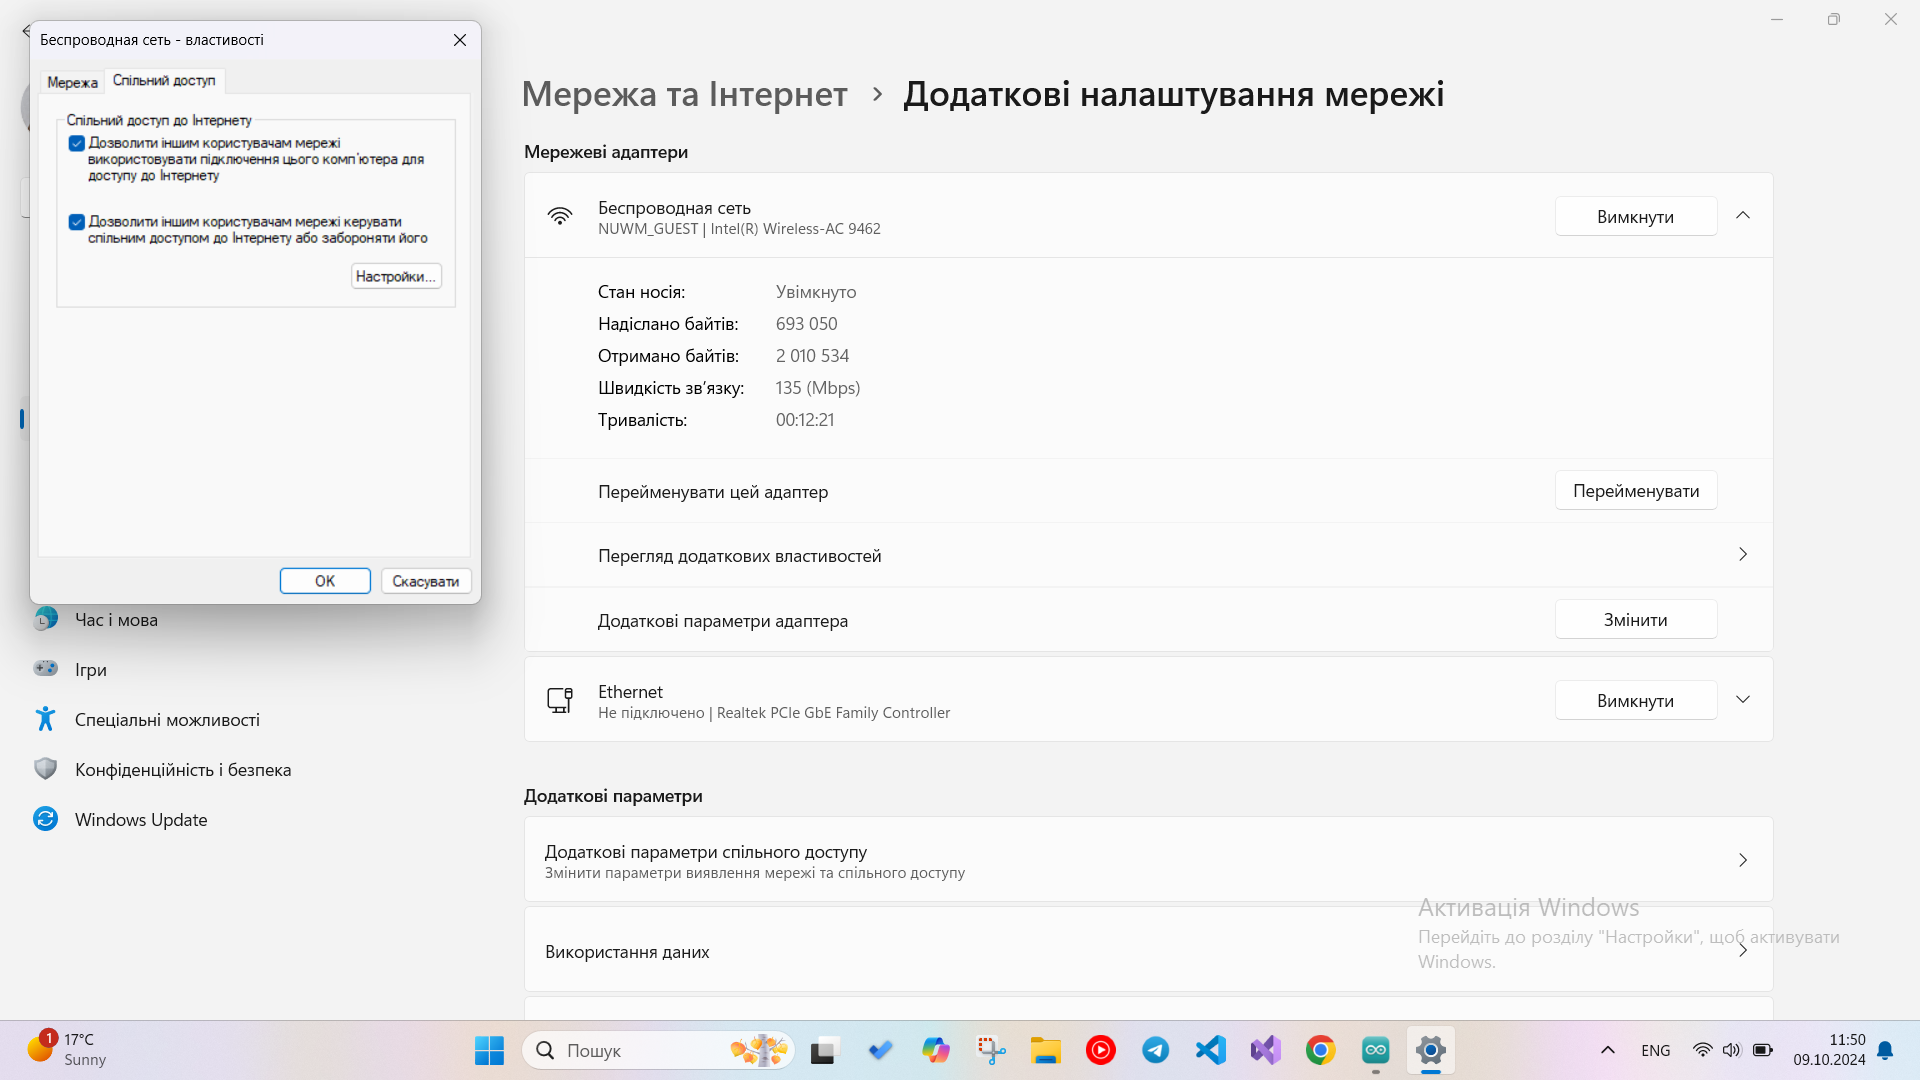 Беспроводная сеть - властивості
Мережа
Спільний доступ
Спільний доступ до Інтернету
Дозволити іншим користувачам мережі
використовувати підключення цього комп'ютера для
доступу до Інтернету
Дозволити іншим користувачам мережі керувати
спільним доступом до Інтернету або забороняти його
Настройки...
OK
Скасувати
Час і мова
Ігри
Спеціальні можливості
Конфіденційність і безпека
Windows Update
Мережа та Інтернет > Додаткові налаштування мережі
Мережеві адаптери
Беспроводная сеть
NUWM_GUEST | Intel(R) Wireless-AC 9462
Вимкнути
Стан носія: Увімкнуто
Надіслано байтів: 693 050
Отримано байтів: 2 010 534
Швидкість зв’язку: 135 (Mbps)
Тривалість: 00:12:21
Перейменувати цей адаптер
Перейменувати
Перегляд додаткових властивостей
Додаткові параметри адаптера
Змінити
Ethernet
Не підключено | Realtek PCIe GbE Family Controller
Вимкнути
Додаткові параметри
Додаткові параметри спільного доступу
Змінити параметри виявлення мережі та спільного доступу
Використання даних
Активація Windows
Перейдіть до розділу "Настройки", щоб активувати
Windows.
1
17°C
Sunny
Пошук
ENG
11:50
09.10.2024